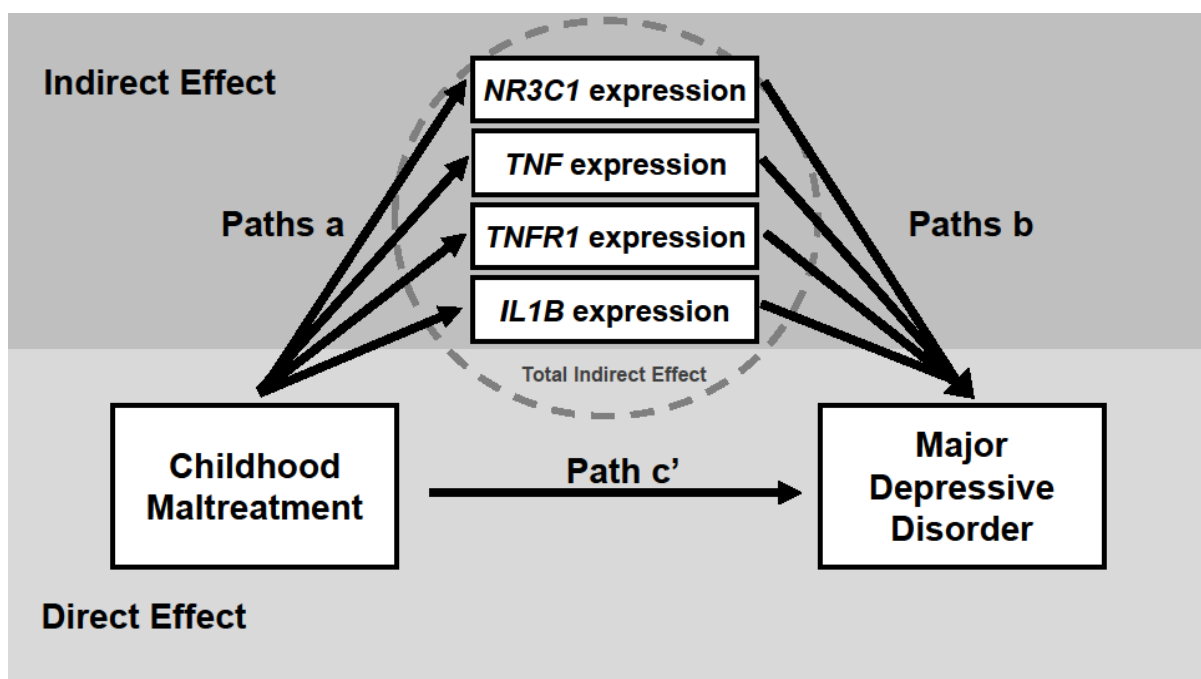 Indirect Effect
NR3C1 expression
TNF expression
Paths a
TNFR1 expression
Paths b
IL1B expression
Total Indirect Effect
Childhood
Maltreatment
Path c’
Major
Depressive
Disorder
Direct Effect